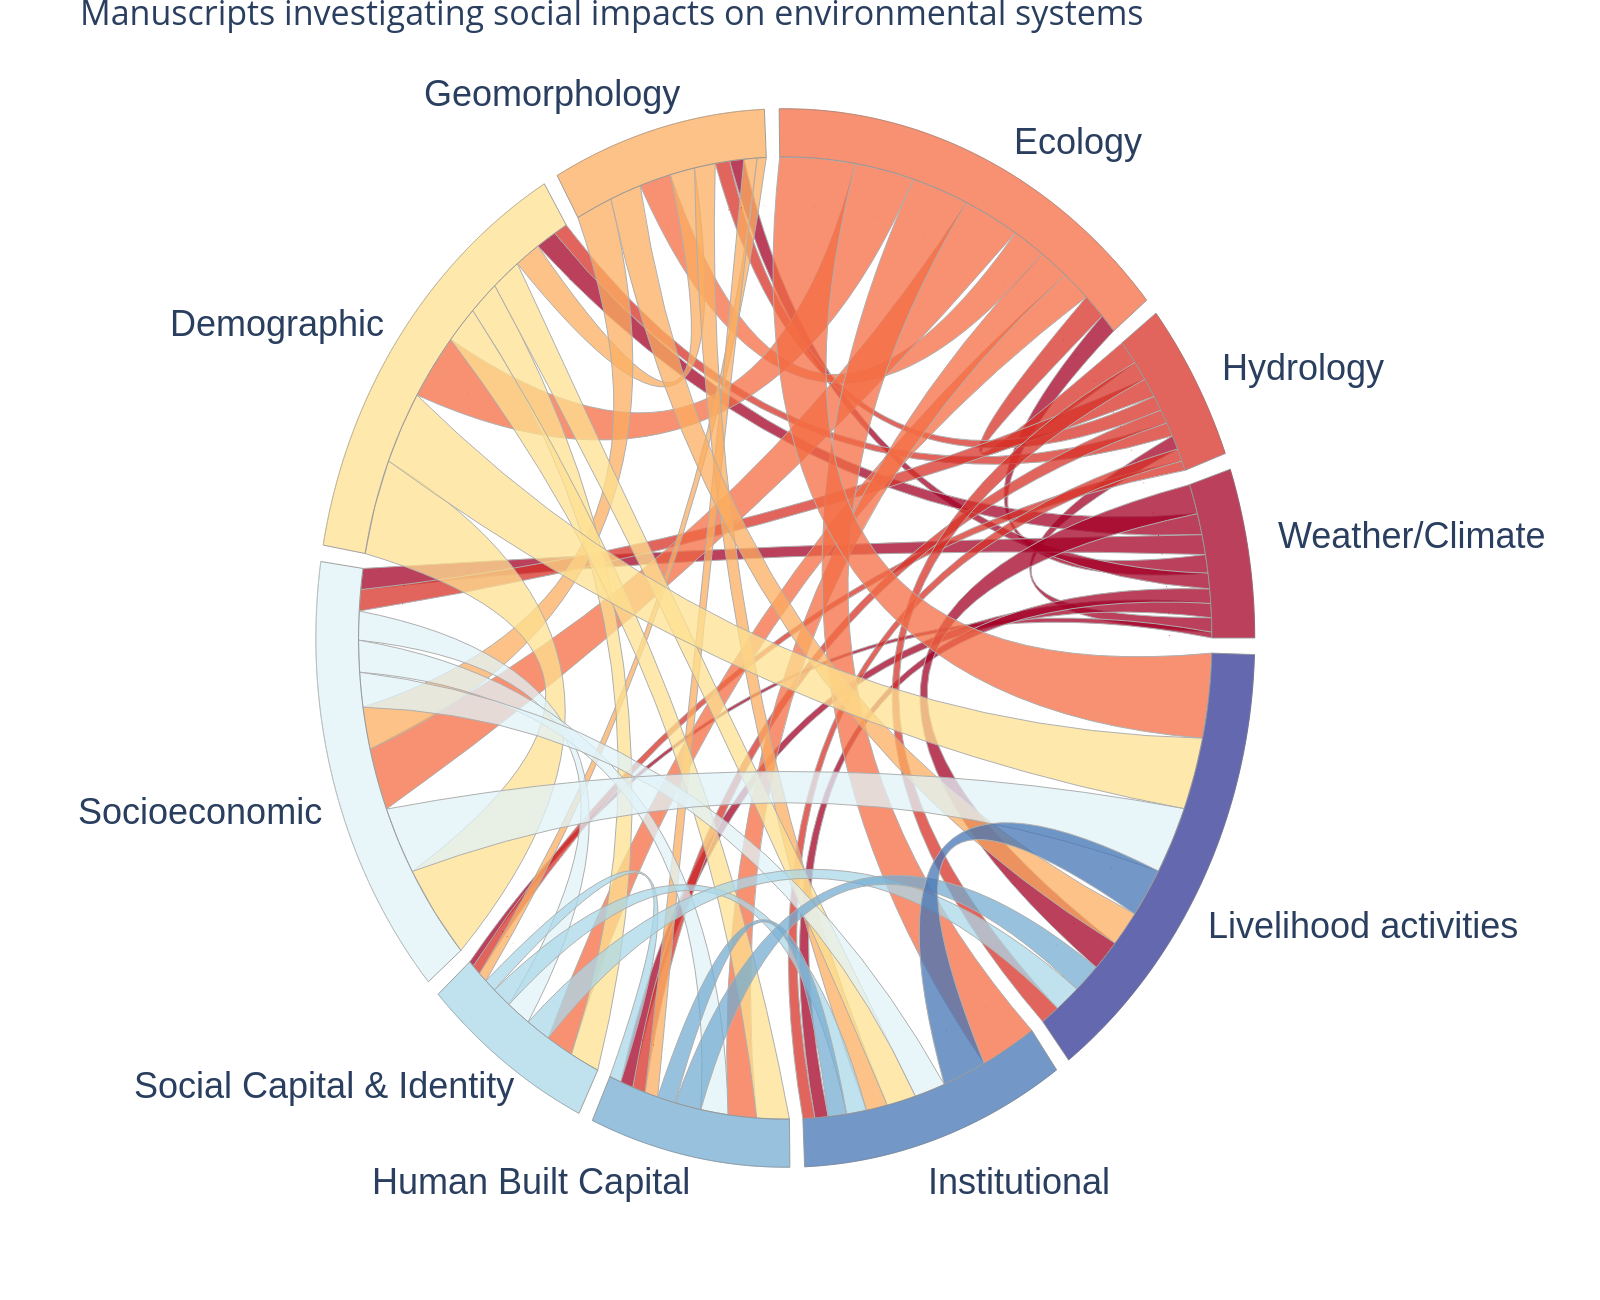 Manuscripts investigating social impacts on environmental systems
Geomorphology
Ecology
Demographic
Hydrology
Weather/Climate
Socioeconomic
Livelihood activities
Social Capital & Identity
Human Built Capital
Institutional